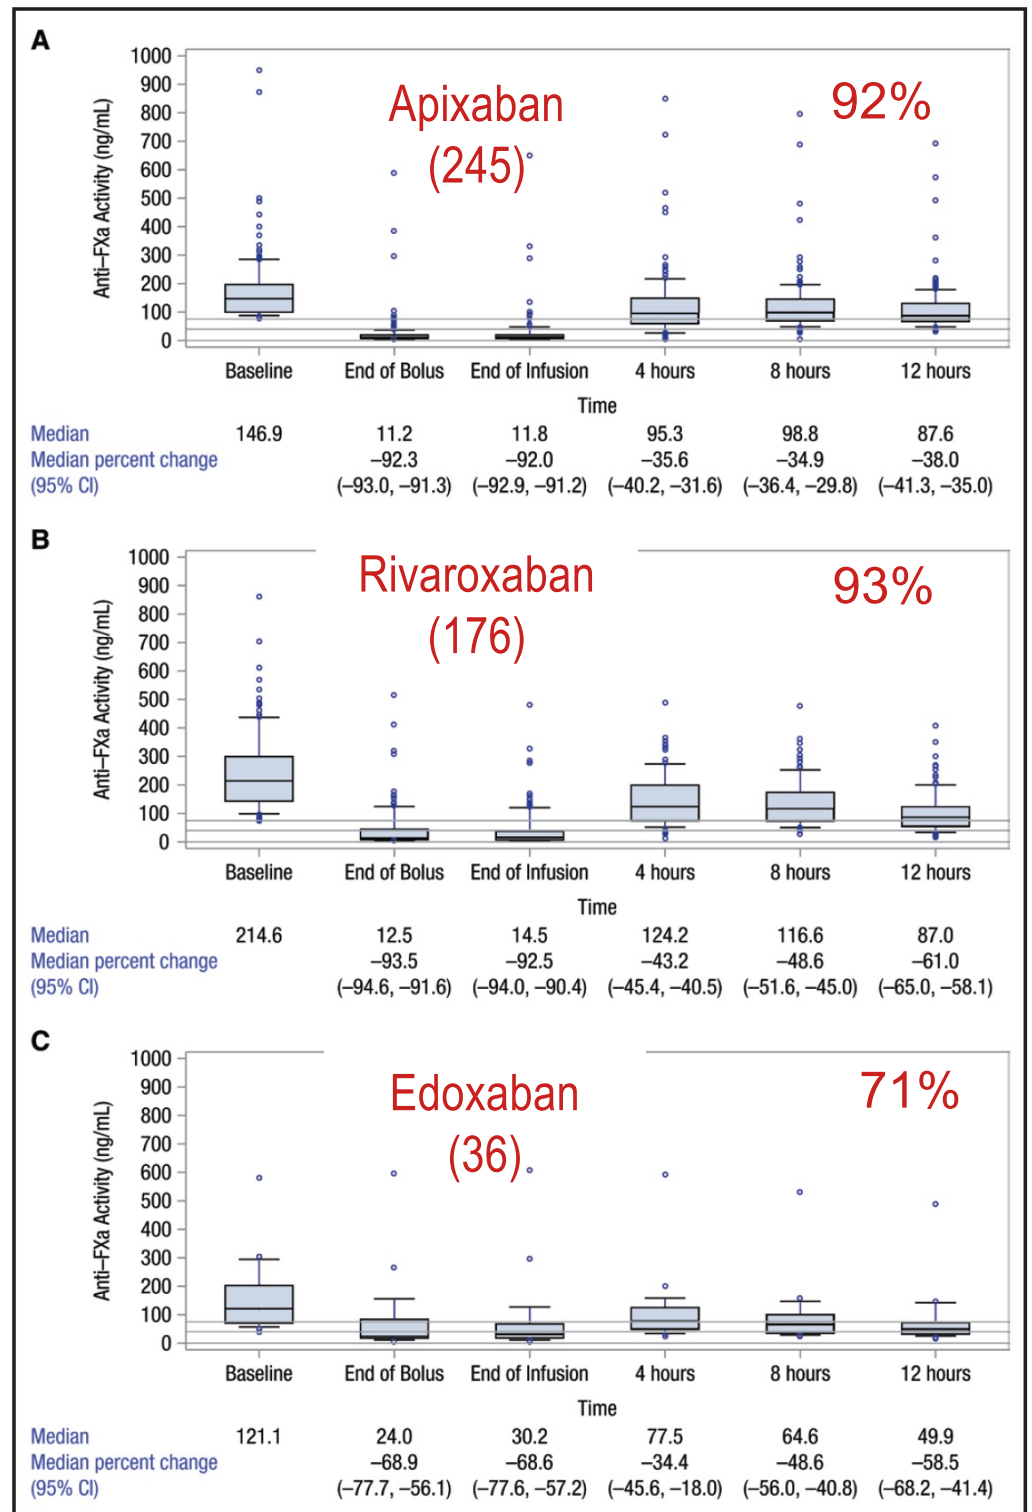 A
1000
900
800
700
600
500
400
300
200
100
0
Anti–FXa Activity (ng/mL)
Apixaban
(245)
92%
Baseline End of Bolus End of Infusion 4 hours 8 hours 12 hours
Time
Median 146.9 11.2 11.8 95.3 98.8 87.6
Median percent change –92.3 –92.0 –35.6 –34.9 –38.0
(95% CI) (–93.0, –91.3) (–92.9, –91.2) (–40.2, –31.6) (–36.4, –29.8) (–41.3, –35.0)
B
1000
900
800
700
600
500
400
300
200
100
0
Anti–FXa Activity (ng/mL)
Rivaroxaban
(176)
93%
Baseline End of Bolus End of Infusion 4 hours 8 hours 12 hours
Time
Median 214.6 12.5 14.5 124.2 116.6 87.0
Median percent change –93.5 –92.5 –43.2 –48.6 –61.0
(95% CI) (–94.6, –91.6) (–94.0, –90.4) (–45.4, –40.5) (–51.6, –45.0) (–65.0, –58.1)
C
1000
900
800
700
600
500
400
300
200
100
0
Anti–FXa Activity (ng/mL)
Edoxaban
(36)
71%
Baseline End of Bolus End of Infusion 4 hours 8 hours 12 hours
Time
Median 121.1 24.0 30.2 77.5 64.6 49.9
Median percent change –68.9 –68.6 –34.4 –48.6 –58.5
(95% CI) (–77.7, –56.1) (–77.6, –57.2) (–45.6, –18.0) (–56.0, –40.8) (–68.2, –41.4)